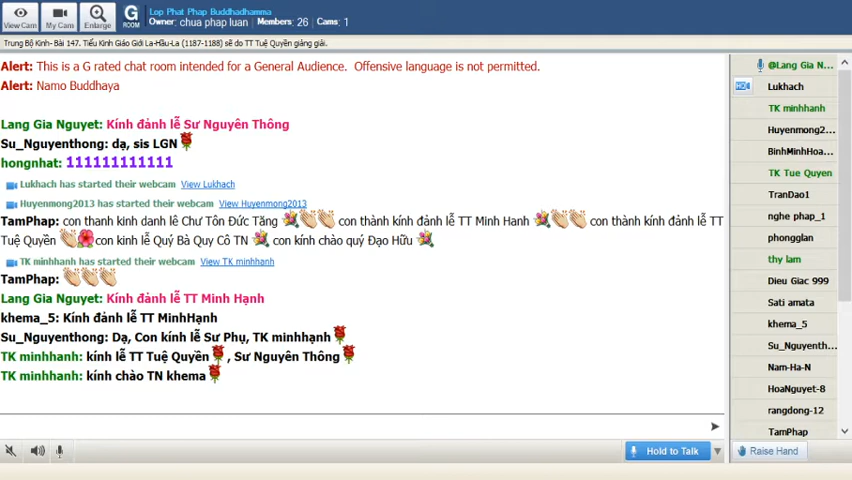 View Cam
My Cam
Enlarge
G
ROOM
Lop Phat Phap Buddhadhamma
Owner: chua phap luan Members: 26 Cams: 1
Trung Bộ Kinh- Bài 147. Tiểu Kinh Giáo Giới La-Hầu-La (1187-1188) sẽ do TT Tuệ Quyền giảng giải.
Alert: This is a G rated chat room intended for a General Audience. Offensive language is not permitted.
Alert: Namo Buddhaya
Lang Gia Nguyet: Kính đảnh lễ Sư Nguyên Thông
Su_Nguyenthong: dạ, sis LGN
hongnhat: 111111111111
Lukhach has started their webcam View Lukhach
Huyenmong2013 has started their webcam View Huyenmong2013
TamPhap: con thanh kinh danh lê Chư Tôn Đức Tăng con thành kính đảnh lễ TT Minh Hanh con thành kính đảnh lễ TT
Tuệ Quyền con kinh lễ Quý Bà Quy Cô TN con kính chào quý Đạo Hữu
TK minhhanh has started their webcam View TK minhhanh
TamPhap:
Lang Gia Nguyet: Kính đảnh lễ TT Minh Hạnh
khema_5: Kính đảnh lễ TT MinhHạnh
Su_Nguyenthong: Dạ, Con kính lễ Sư Phụ, TK minhhạnh
TK minhhanh: kính lễ TT Tuệ Quyền , Sư Nguyên Thông
TK minhhanh: kính chào TN khema
Hold to Talk
@Lang Gia N...
HD
Lukhach
TK minhhanh
Huyenmong2...
BinhMinhHoa...
TK Tue Quyen
TranDao1
nghe phap_1
phongglan
thy lam
Dieu Giac 999
Sati amata
khema_5
Su_Nguyenth...
Nam-Ha-N
HoaNguyet-8
rangdong-12
TamPhap
Raise Hand